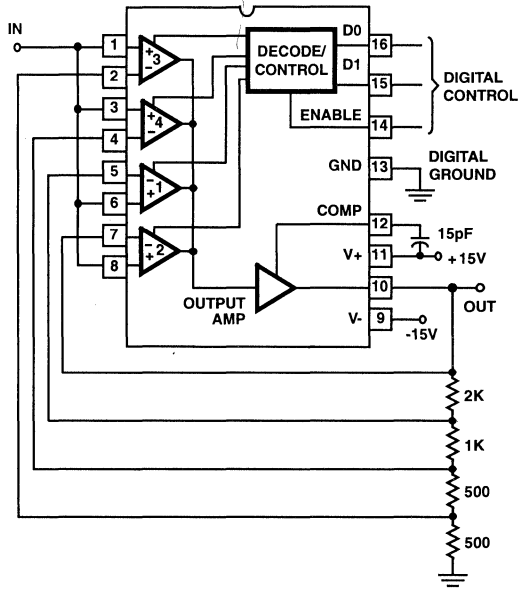 IN
1
2
3
4
5
6
7
8
+
3
−
+
4
−
−
1
+
−
2
+
DECODE/
CONTROL
D0
D1
ENABLE
GND
COMP
V+
V-
OUTPUT
AMP
16
15
14
13
12
11
10
9
DIGITAL
CONTROL
DIGITAL
GROUND
15pF
+15V
OUT
-15V
2K
1K
500
500